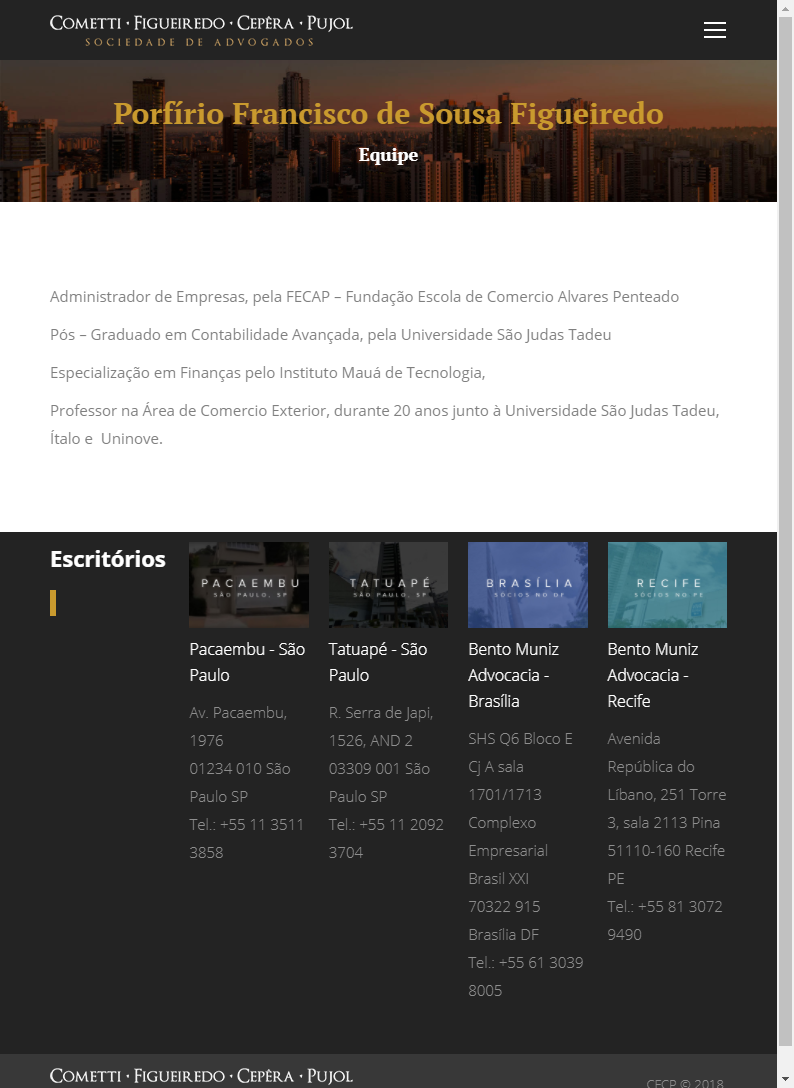 Cometti · Figueiredo · Cepêra · Pujol
SOCIEDADE DE ADVOGADOS
Porfírio Francisco de Sousa Figueiredo
Equipe
Administrador de Empresas, pela FECAP – Fundação Escola de Comercio Alvares Penteado
Pós – Graduado em Contabilidade Avançada, pela Universidade São Judas Tadeu
Especialização em Finanças pelo Instituto Mauá de Tecnologia,
Professor na Área de Comercio Exterior, durante 20 anos junto à Universidade São Judas Tadeu,
Ítalo e  Uninove.
Escritórios
PACAEMBU
SÃO PAULO, SP
Pacaembu - São
Paulo
Av. Pacaembu,
1976
01234 010 São
Paulo SP
Tel.: +55 11 3511
3858
TATUAPÉ
SÃO PAULO, SP
Tatuapé - São
Paulo
R. Serra de Japi,
1526, AND 2
03309 001 São
Paulo SP
Tel.: +55 11 2092
3704
BRASÍLIA
SÓCIOS NO DF
Bento Muniz
Advocacia -
Brasília
SHS Q6 Bloco E
Cj A sala
1701/1713
Complexo
Empresarial
Brasil XXI
70322 915
Brasília DF
Tel.: +55 61 3039
8005
RECIFE
SÓCIOS NO PE
Bento Muniz
Advocacia -
Recife
Avenida
República do
Líbano, 251 Torre
3, sala 2113 Pina
51110-160 Recife
PE
Tel.: +55 81 3072
9490
Cometti · Figueiredo · Cepêra · Pujol
CFCP © 2018